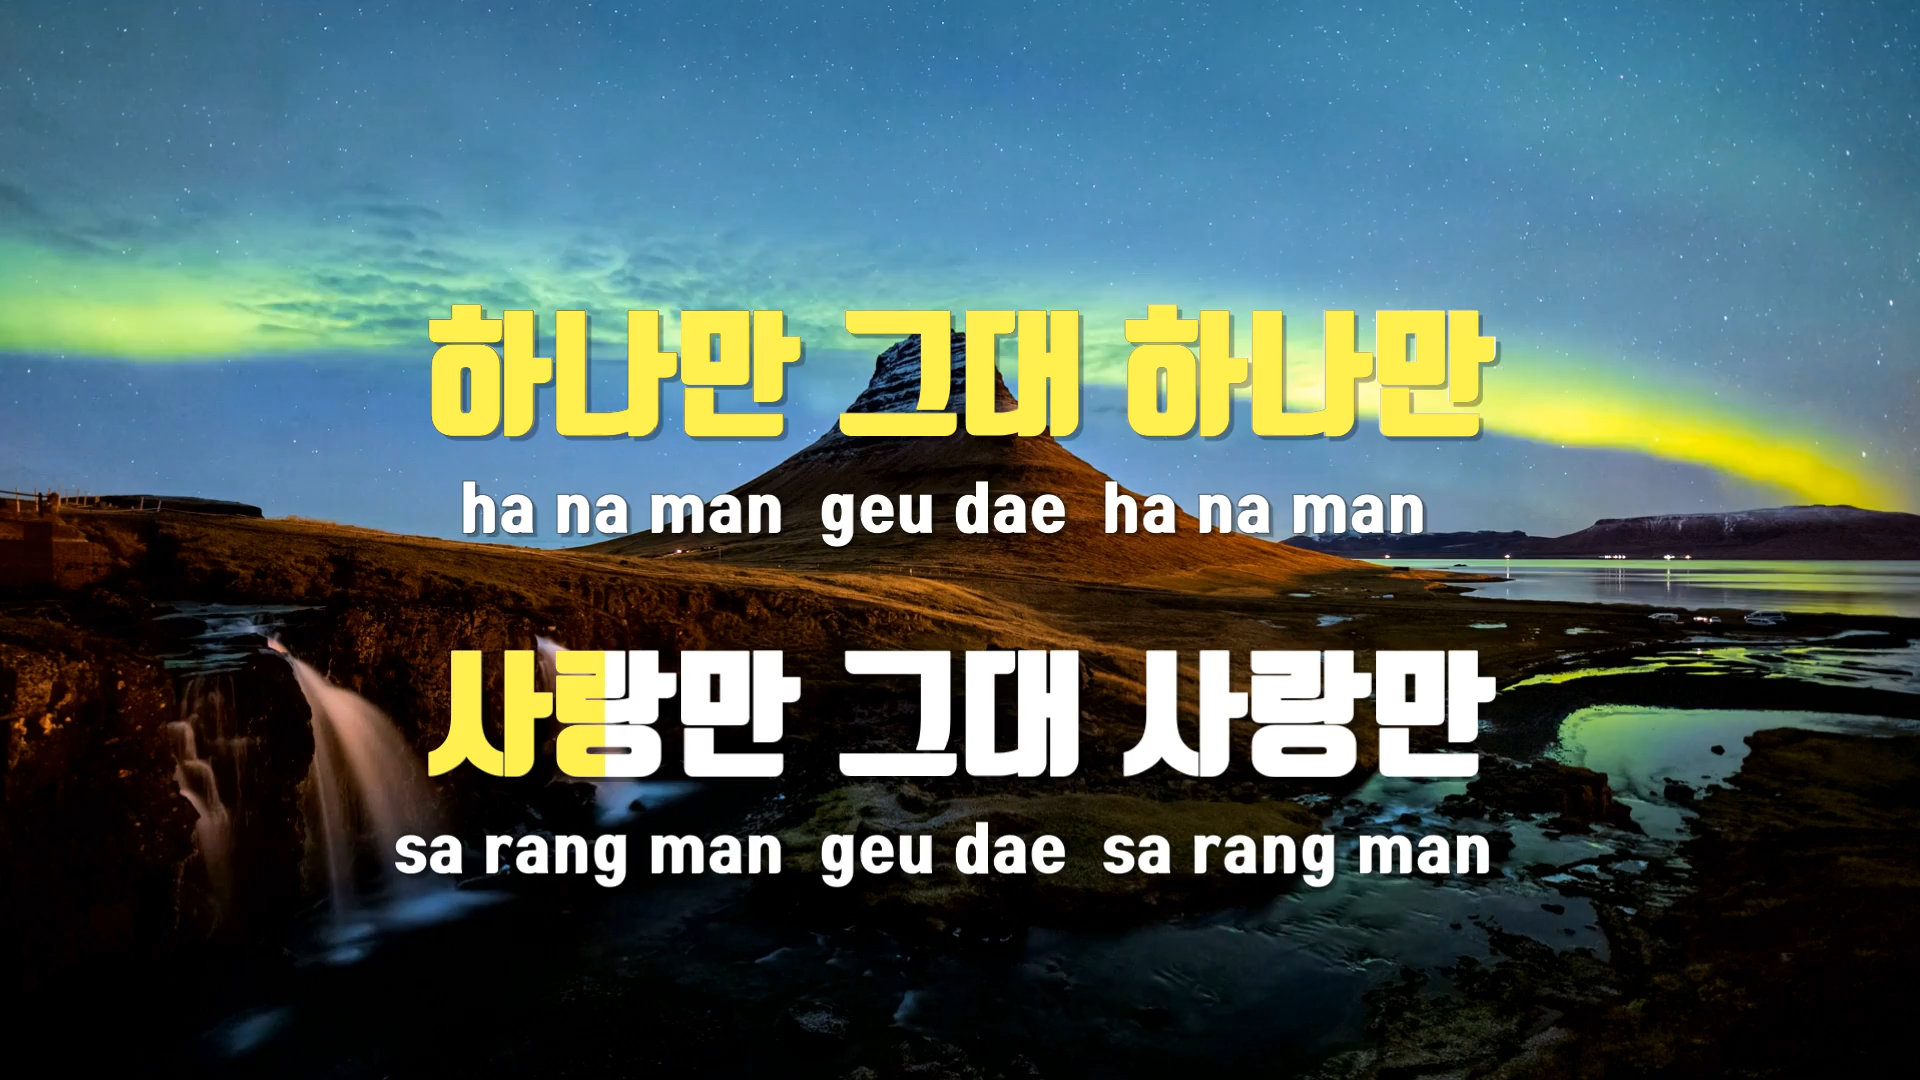 하나만 그대 하나만
ha na man geu dae ha na man
사랑만 그대 사랑만
sa rang man geu dae sa rang man